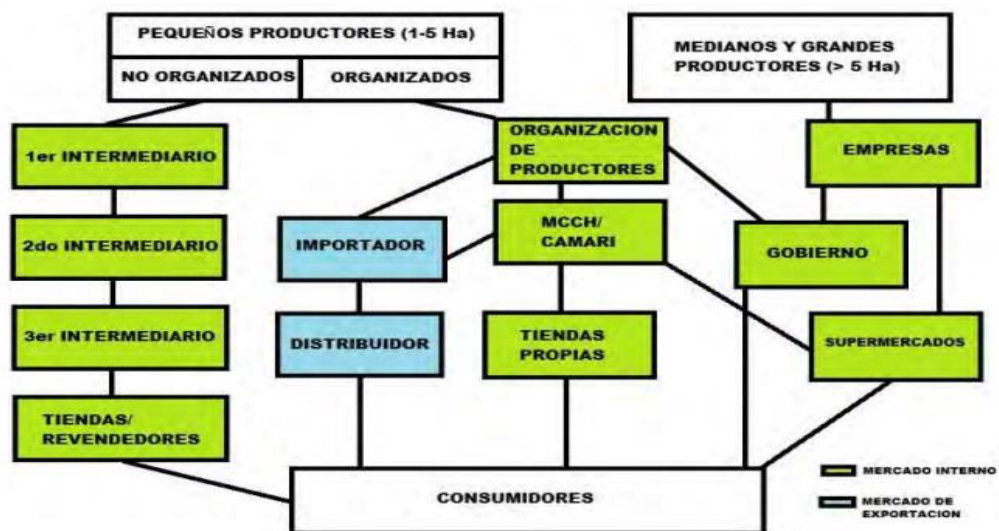 PEQUEÑOS PRODUCTORES (1-5 Ha)
NO ORGANIZADOS
ORGANIZADOS
MEDIANOS Y GRANDES
PRODUCTORES (> 5 Ha)
1er INTERMEDIARIO
ORGANIZACION
DE
PRODUCTORES
EMPRESAS
2do INTERMEDIARIO
IMPORTADOR
MCCH/
CAMARI
GOBIERNO
3er INTERMEDIARIO
DISTRIBUIDOR
TIENDAS
PROPIAS
SUPERMERCADOS
TIENDAS/
REVENDEDORES
CONSUMIDORES
MERCADO INTERNO
MERCADO DE
EXPORTACION